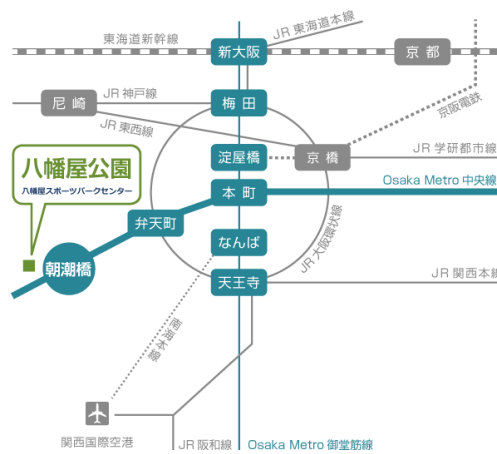 東海道新幹線
新大阪
JR 東海道本線
京都
尼崎
JR 神戸線
梅田
京阪電鉄
JR 東西線
淀屋橋
京橋
JR 学研都市線
八幡屋公園
八幡屋スポーツパークセンター
本町
Osaka Metro 中央線
弁天町
なんば
JR 大阪環状線
朝潮橋
天王寺
JR 関西本線
南海本線
関西国際空港
JR 阪和線
Osaka Metro 御堂筋線